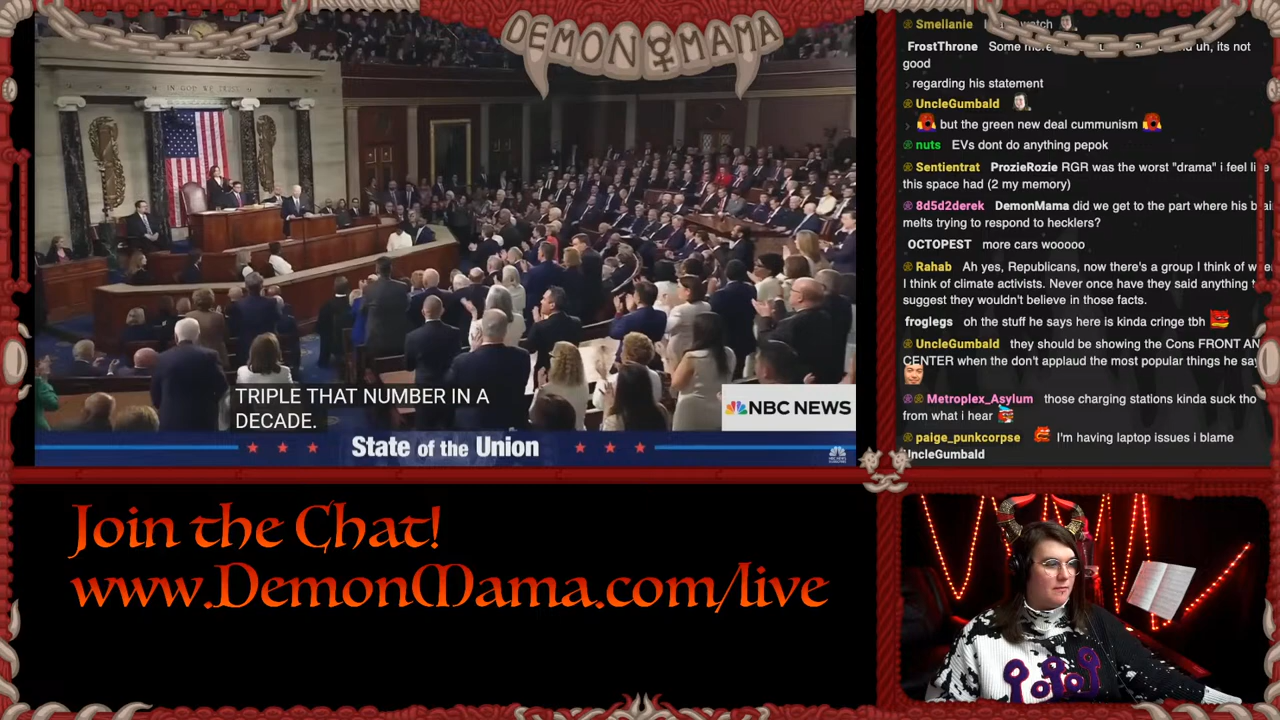 DEMON MAMA
IN GOD WE TRUST
TRIPLE THAT NUMBER IN A
DECADE.
NBC NEWS
State of the Union
Smellanie watch
FrostThrone Some uh, its not
good
regarding his statement
UncleGumbald
but the green new deal cummunism
nuts EVs dont do anything pepok
Sentientrat ProzieRozie RGR was the worst "drama" i feel
this space had (2 my memory)
8d5d2derek DemonMama did we get to the part where his
melts trying to respond to hecklers?
OCTOPEST more cars wooooo
Rahab Ah yes, Republicans, now there's a group I think of
I think of climate activists. Never once have they said anything
suggest they wouldn't believe in those facts.
froglegs oh the stuff he says here is kinda cringe tbh
UncleGumbald they should be showing the Cons FRONT AN
CENTER when the don't applaud the most popular things he say
Metroplex_Asylum those charging stations kinda suck tho
from what i hear
paige_punkcorpse I'm having laptop issues i blame
UncleGumbald
Join the Chat!
www.DemonMama.com/live